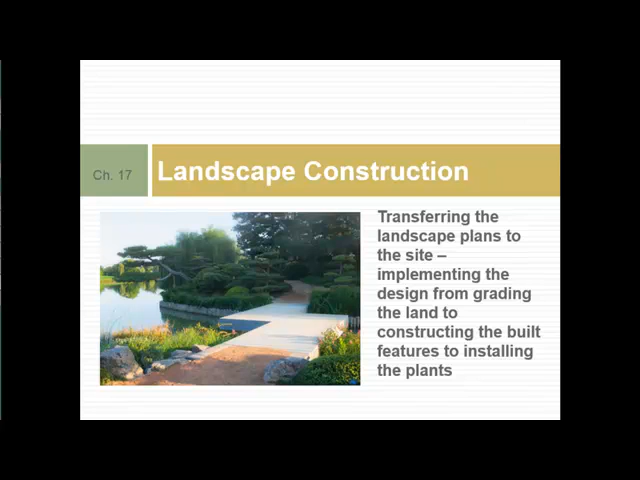 Ch. 17
Landscape Construction
Transferring the
landscape plans to
the site –
implementing the
design from grading
the land to
constructing the built
features to installing
the plants